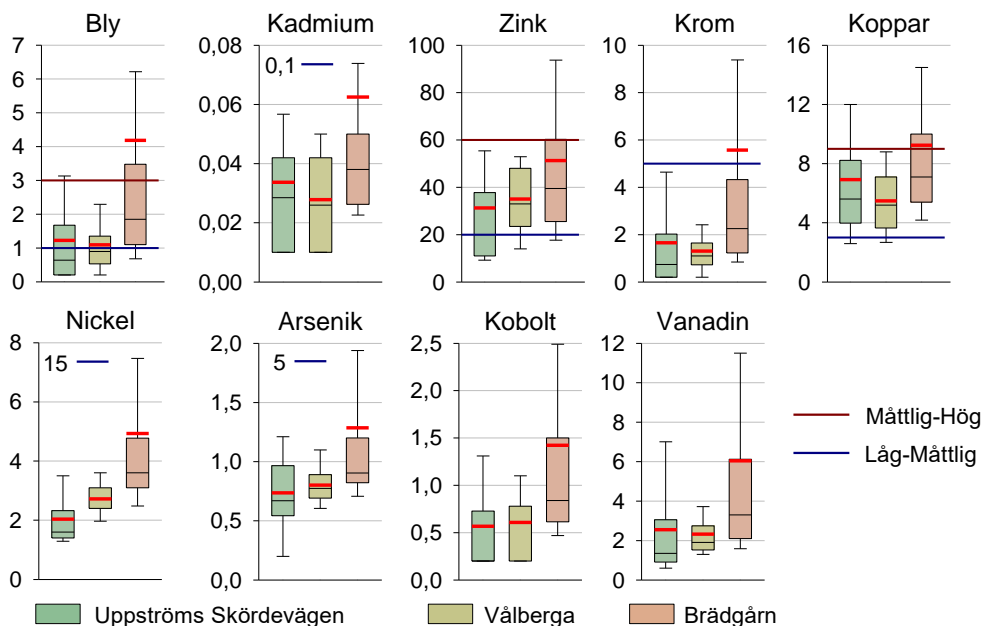 Bly Kadmium Zink Krom Koppar
7 0,08 100 10 16
6 0,1
5 0,06 80 8 12
4 60 6
3 0,04 8
2 40 4
1 0,02 20 2 4
0 0,00 0 0 0
Nickel Arsenik Kobolt Vanadin
8 2,0 2,5 12
15 5
6 1,5 2,0 10
8
4 1,0 1,5 6
1,0
2 0,5 0,5 4
2
0 0,0 0,0 0
Måttlig-Hög
Låg-Måttlig
Uppströms Skördevägen Vålberga Brädgårn